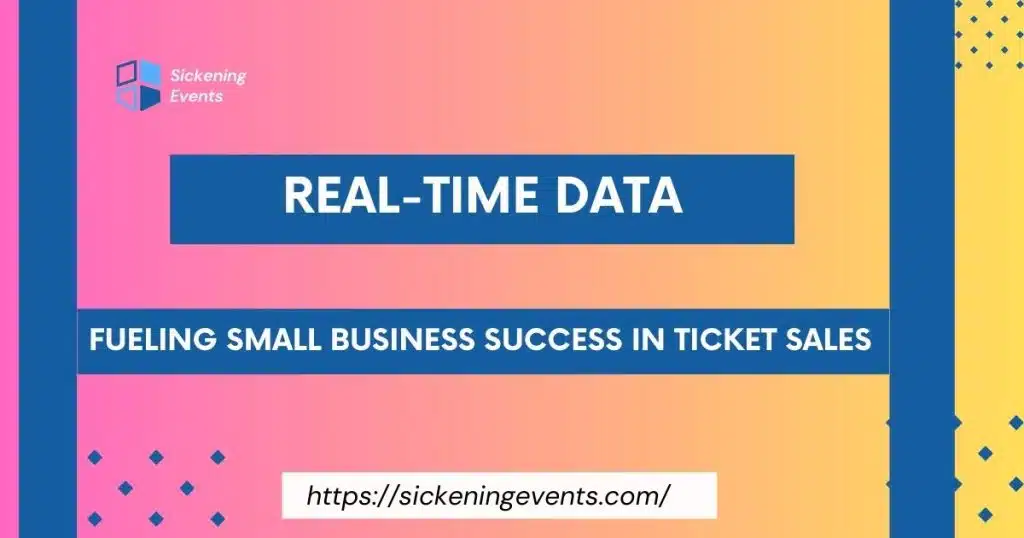 Sickening
Events
REAL-TIME DATA
FUELING SMALL BUSINESS SUCCESS IN TICKET SALES
https://sickeningevents.com/